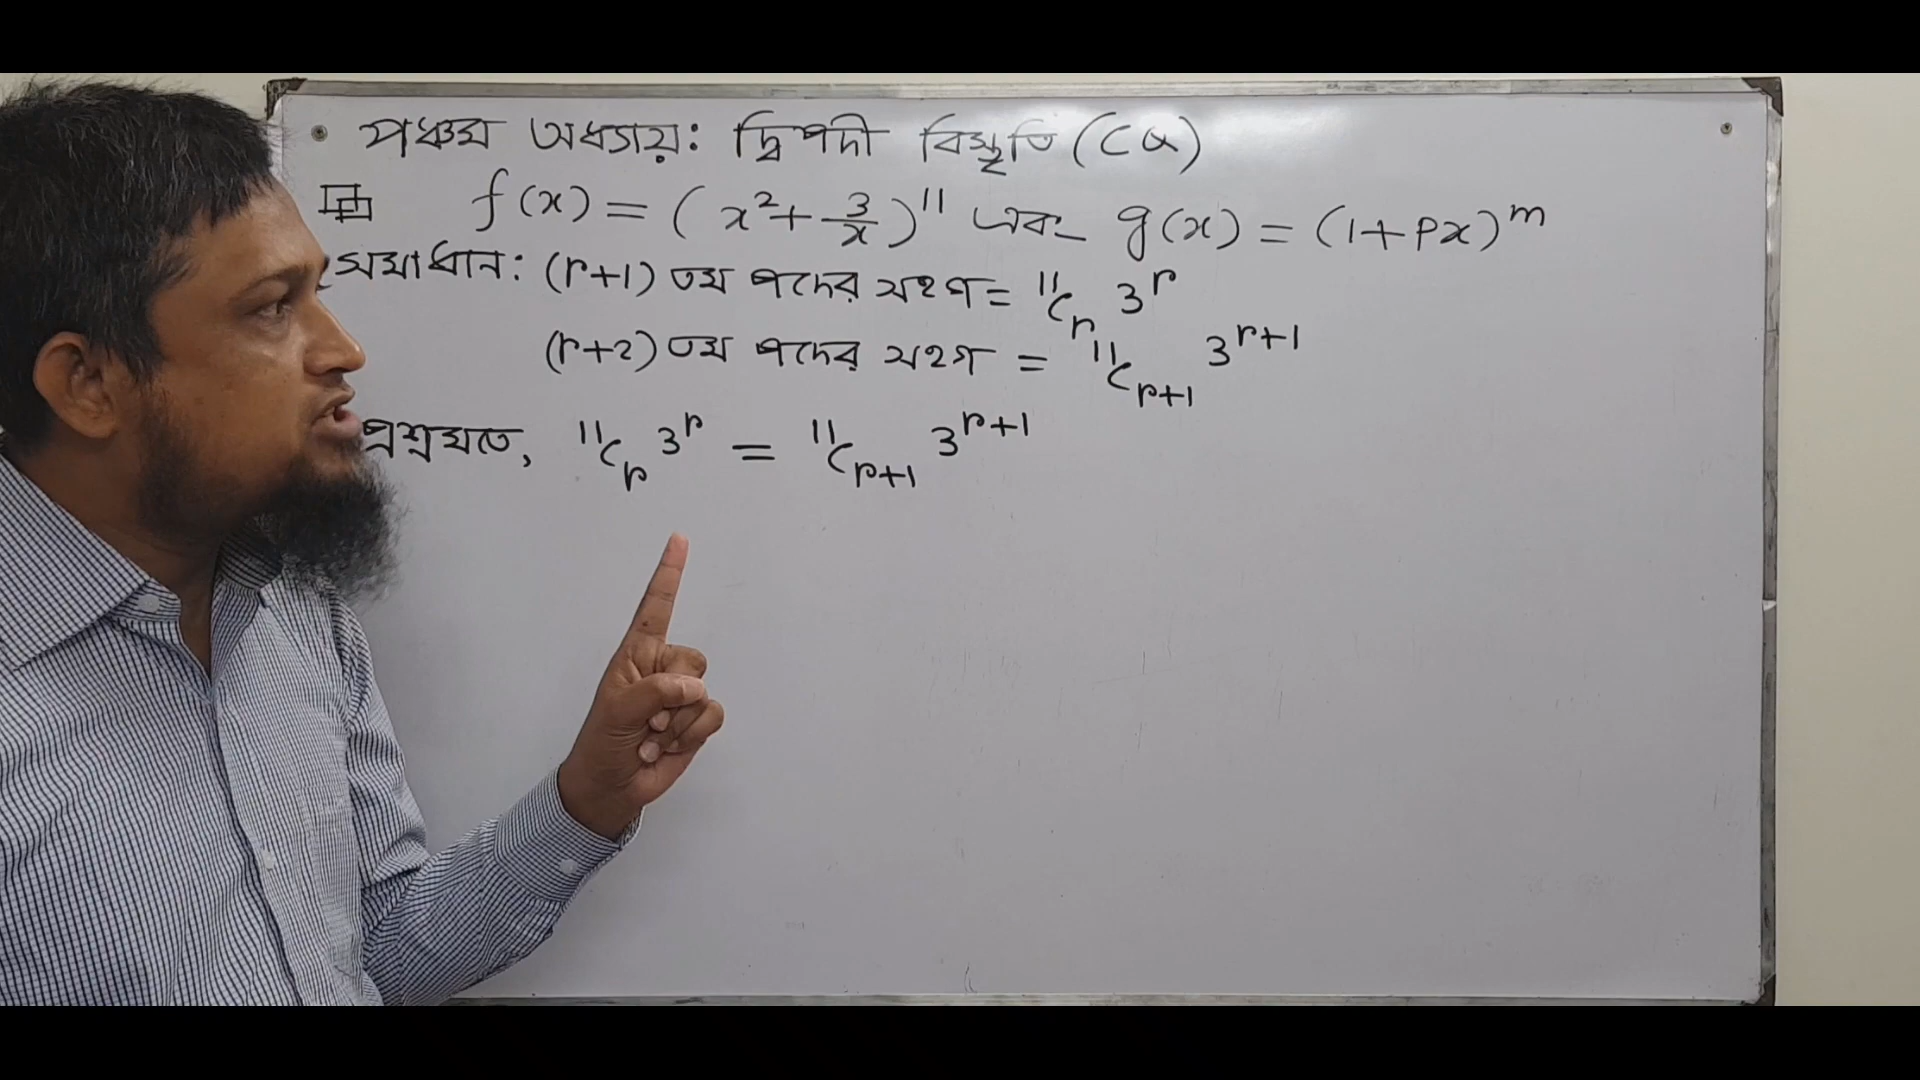 পঞ্চম অধ্যায়: দ্বিপদী বিস্তৃতি (CQ)
f(x) = (x² + 3/x)¹¹ এবং g(x) = (1+px)ᵐ
সমাধান: (r+1) তম পদের সহগ = ¹¹Cᵣ 3ʳ
(r+2) তম পদের সহগ = ¹¹Cᵣ₊₁ 3ʳ⁺¹
প্রশ্নমতে, ¹¹Cᵣ 3ʳ = ¹¹Cᵣ₊₁ 3ʳ⁺¹